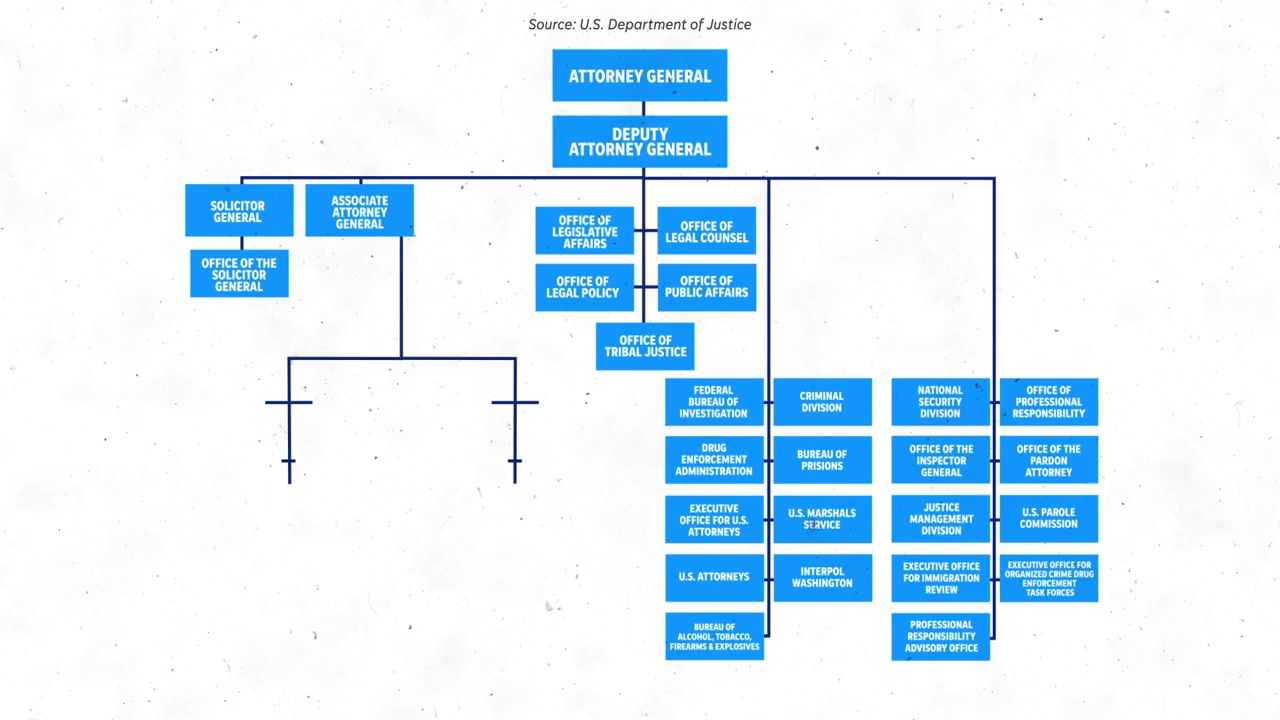 Source: U.S. Department of Justice
ATTORNEY GENERAL
DEPUTY
ATTORNEY GENERAL
SOLICITOR
GENERAL
ASSOCIATE
ATTORNEY
GENERAL
OFFICE OF THE
SOLICITOR
GENERAL
OFFICE OF
LEGISLATIVE
AFFAIRS
OFFICE OF
LEGAL COUNSEL
OFFICE OF
LEGAL POLICY
OFFICE OF
PUBLIC AFFAIRS
OFFICE OF
TRIBAL JUSTICE
FEDERAL
BUREAU OF
INVESTIGATION
CRIMINAL
DIVISION
DRUG
ENFORCEMENT
ADMINISTRATION
BUREAU OF
PRISIONS
EXECUTIVE
OFFICE FOR U.S.
ATTORNEYS
U.S. MARSHALS
SERVICE
U.S. ATTORNEYS
INTERPOL
WASHINGTON
BUREAU OF
ALCOHOL, TOBACCO,
FIREARMS & EXPLOSIVES
NATIONAL
SECURITY
DIVISION
OFFICE OF
PROFESSIONAL
RESPONSIBILITY
OFFICE OF THE
INSPECTOR
GENERAL
OFFICE OF THE
PARDON
ATTORNEY
JUSTICE
MANAGEMENT
DIVISION
U.S. PAROLE
COMMISSION
EXECUTIVE OFFICE
FOR IMMIGRATION
REVIEW
EXECUTIVE OFFICE FOR
ORGANIZED CRIME DRUG
ENFORCEMENT
TASK FORCES
PROFESSIONAL
RESPONSIBILITY
ADVISORY OFFICE